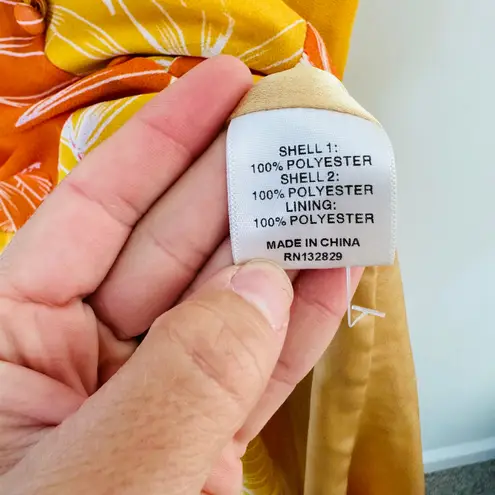 SHELL 1:
100% POLYESTER
SHELL 2:
100% POLYESTER
LINING:
100% POLYESTER
MADE IN CHINA
RN132829